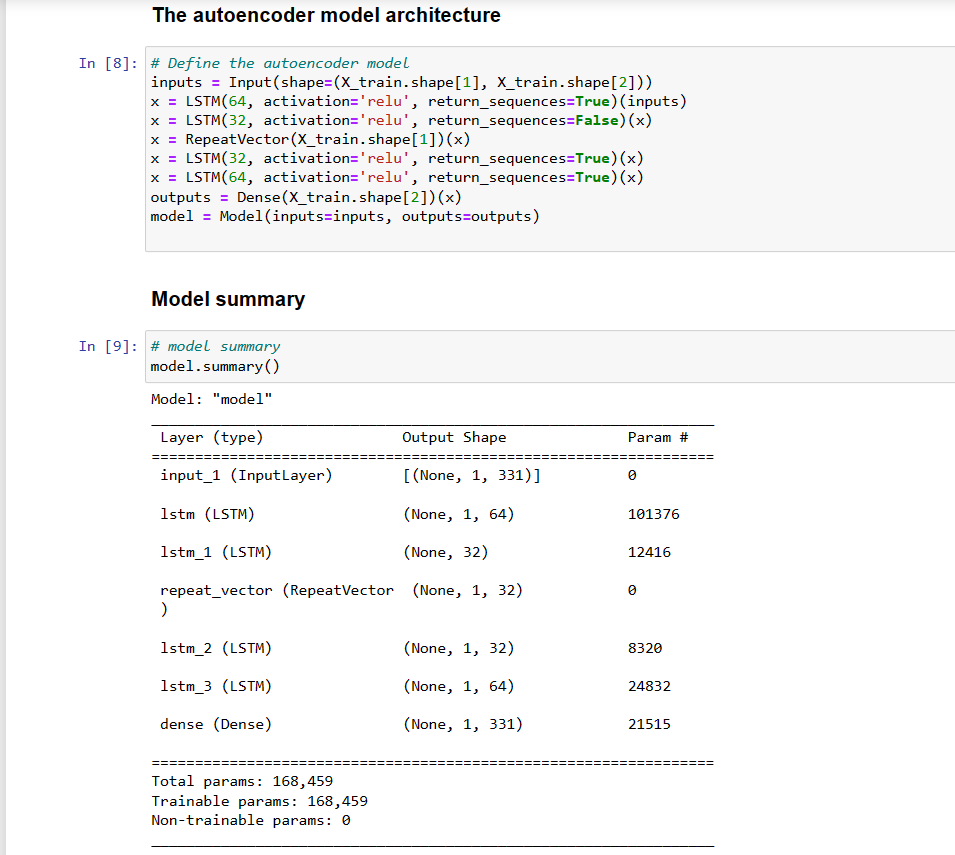 The autoencoder model architecture
In [8]: # Define the autoencoder model
inputs = Input(shape=(X_train.shape[1], X_train.shape[2]))
x = LSTM(64, activation='relu', return_sequences=True)(inputs)
x = LSTM(32, activation='relu', return_sequences=False)(x)
x = RepeatVector(X_train.shape[1])(x)
x = LSTM(32, activation='relu', return_sequences=True)(x)
x = LSTM(64, activation='relu', return_sequences=True)(x)
outputs = Dense(X_train.shape[2])(x)
model = Model(inputs=inputs, outputs=outputs)
Model summary
In [9]: # model summary
model.summary()
Model: "model"
Layer (type) Output Shape Param #
=================================================================
input_1 (InputLayer) [(None, 1, 331)] 0
lstm (LSTM) (None, 1, 64) 101376
lstm_1 (LSTM) (None, 32) 12416
repeat_vector (RepeatVector (None, 1, 32) 0
)
lstm_2 (LSTM) (None, 1, 32) 8320
lstm_3 (LSTM) (None, 1, 64) 24832
dense (Dense) (None, 1, 331) 21515
=================================================================
Total params: 168,459
Trainable params: 168,459
Non-trainable params: 0